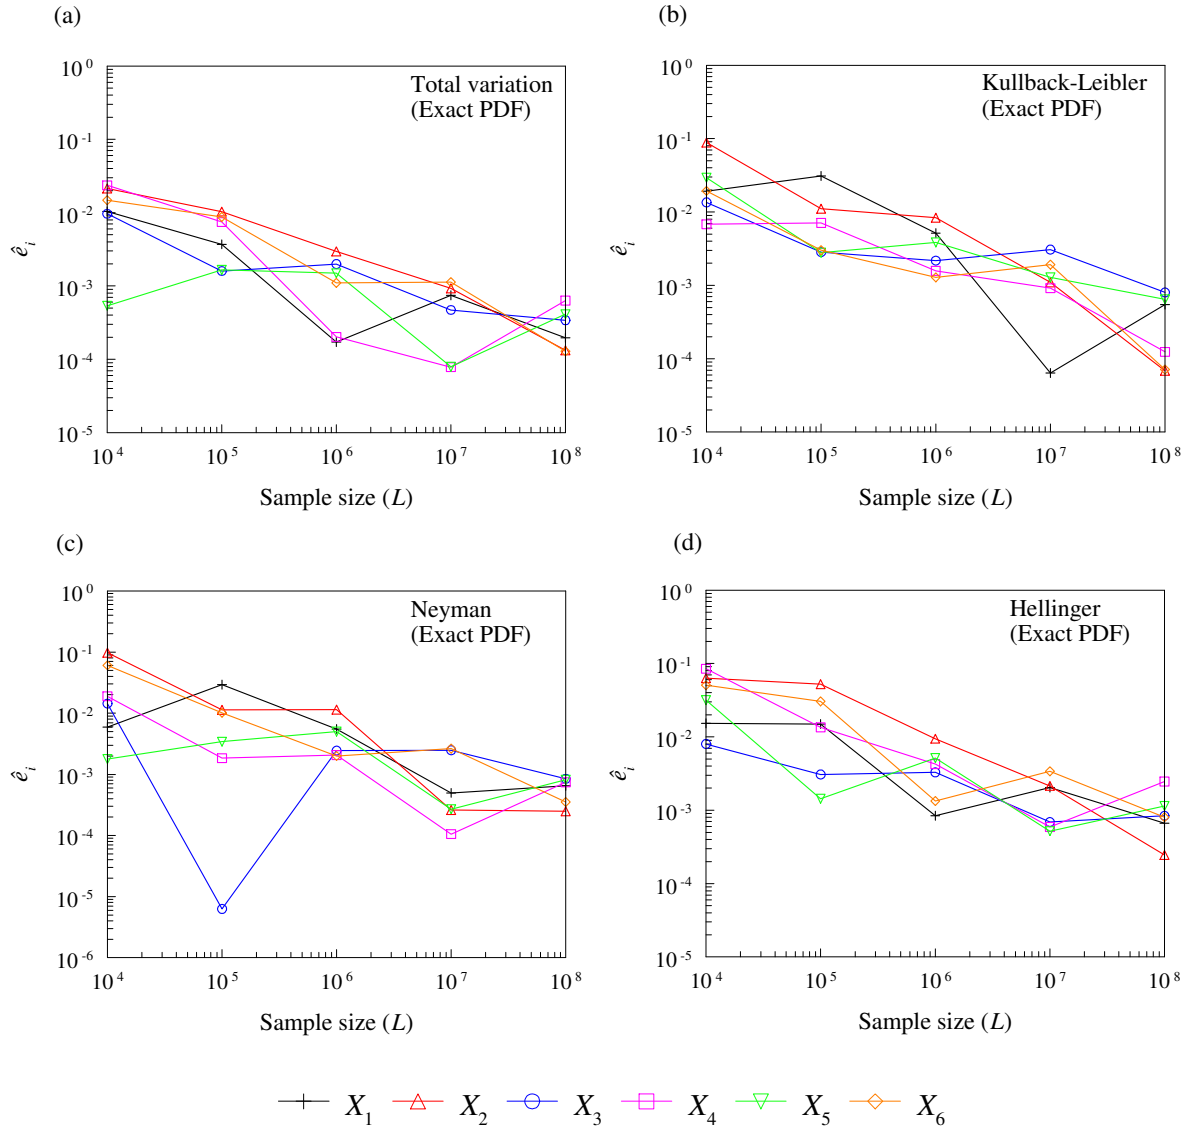 (a)
Total variation
(Exact PDF)
10⁰
10⁻¹
10⁻²
10⁻³
10⁻⁴
10⁻⁵
ê_i
10⁴ 10⁵ 10⁶ 10⁷ 10⁸
Sample size (L)
(b)
Kullback-Leibler
(Exact PDF)
10⁰
10⁻¹
10⁻²
10⁻³
10⁻⁴
10⁻⁵
ê_i
10⁴ 10⁵ 10⁶ 10⁷ 10⁸
Sample size (L)
(c)
Neyman
(Exact PDF)
10⁰
10⁻¹
10⁻²
10⁻³
10⁻⁴
10⁻⁵
10⁻⁶
ê_i
10⁴ 10⁵ 10⁶ 10⁷ 10⁸
Sample size (L)
(d)
Hellinger
(Exact PDF)
10⁰
10⁻¹
10⁻²
10⁻³
10⁻⁴
10⁻⁵
ê_i
10⁴ 10⁵ 10⁶ 10⁷ 10⁸
Sample size (L)
X₁ X₂ X₃ X₄ X₅ X₆